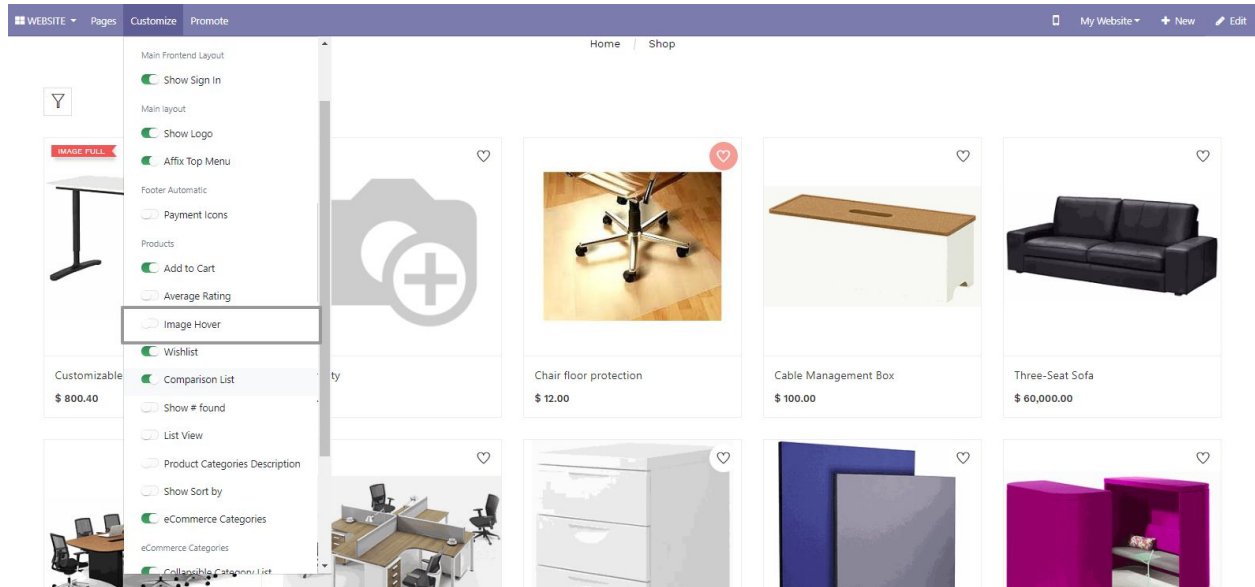 WEBSITE Pages Customize Promote My Website + New Edit
Home / Shop
Main Frontend Layout
Show Sign In
Main layout
Show Logo
Affix Top Menu
Footer Automatic
Payment Icons
Products
Add to Cart
Average Rating
Image Hover
Wishlist
Comparison List
Show # found
List View
Product Categories Description
Show Sort by
eCommerce Categories
eCommerce Categories
Collapsible Category List
IMAGE FULL
Customizable
$ 800.40
ty
Chair floor protection
$ 12.00
Cable Management Box
$ 100.00
Three-Seat Sofa
$ 60,000.00